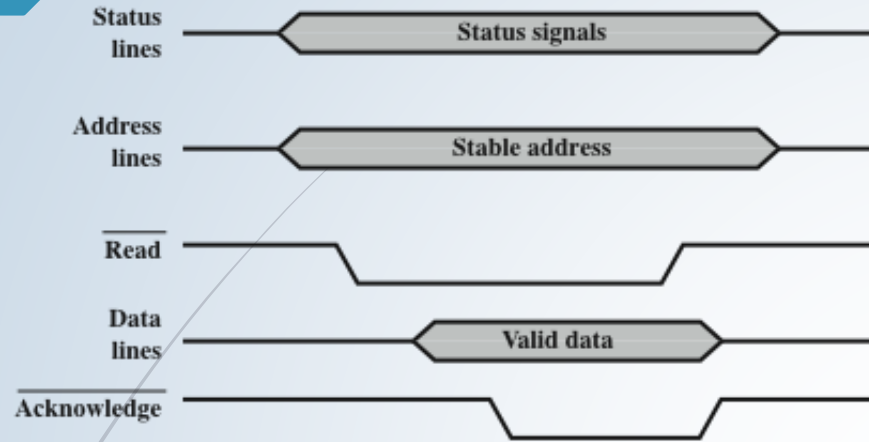 Status
lines
Status signals
Address
lines
Stable address
Read
Data
lines
Valid data
Acknowledge